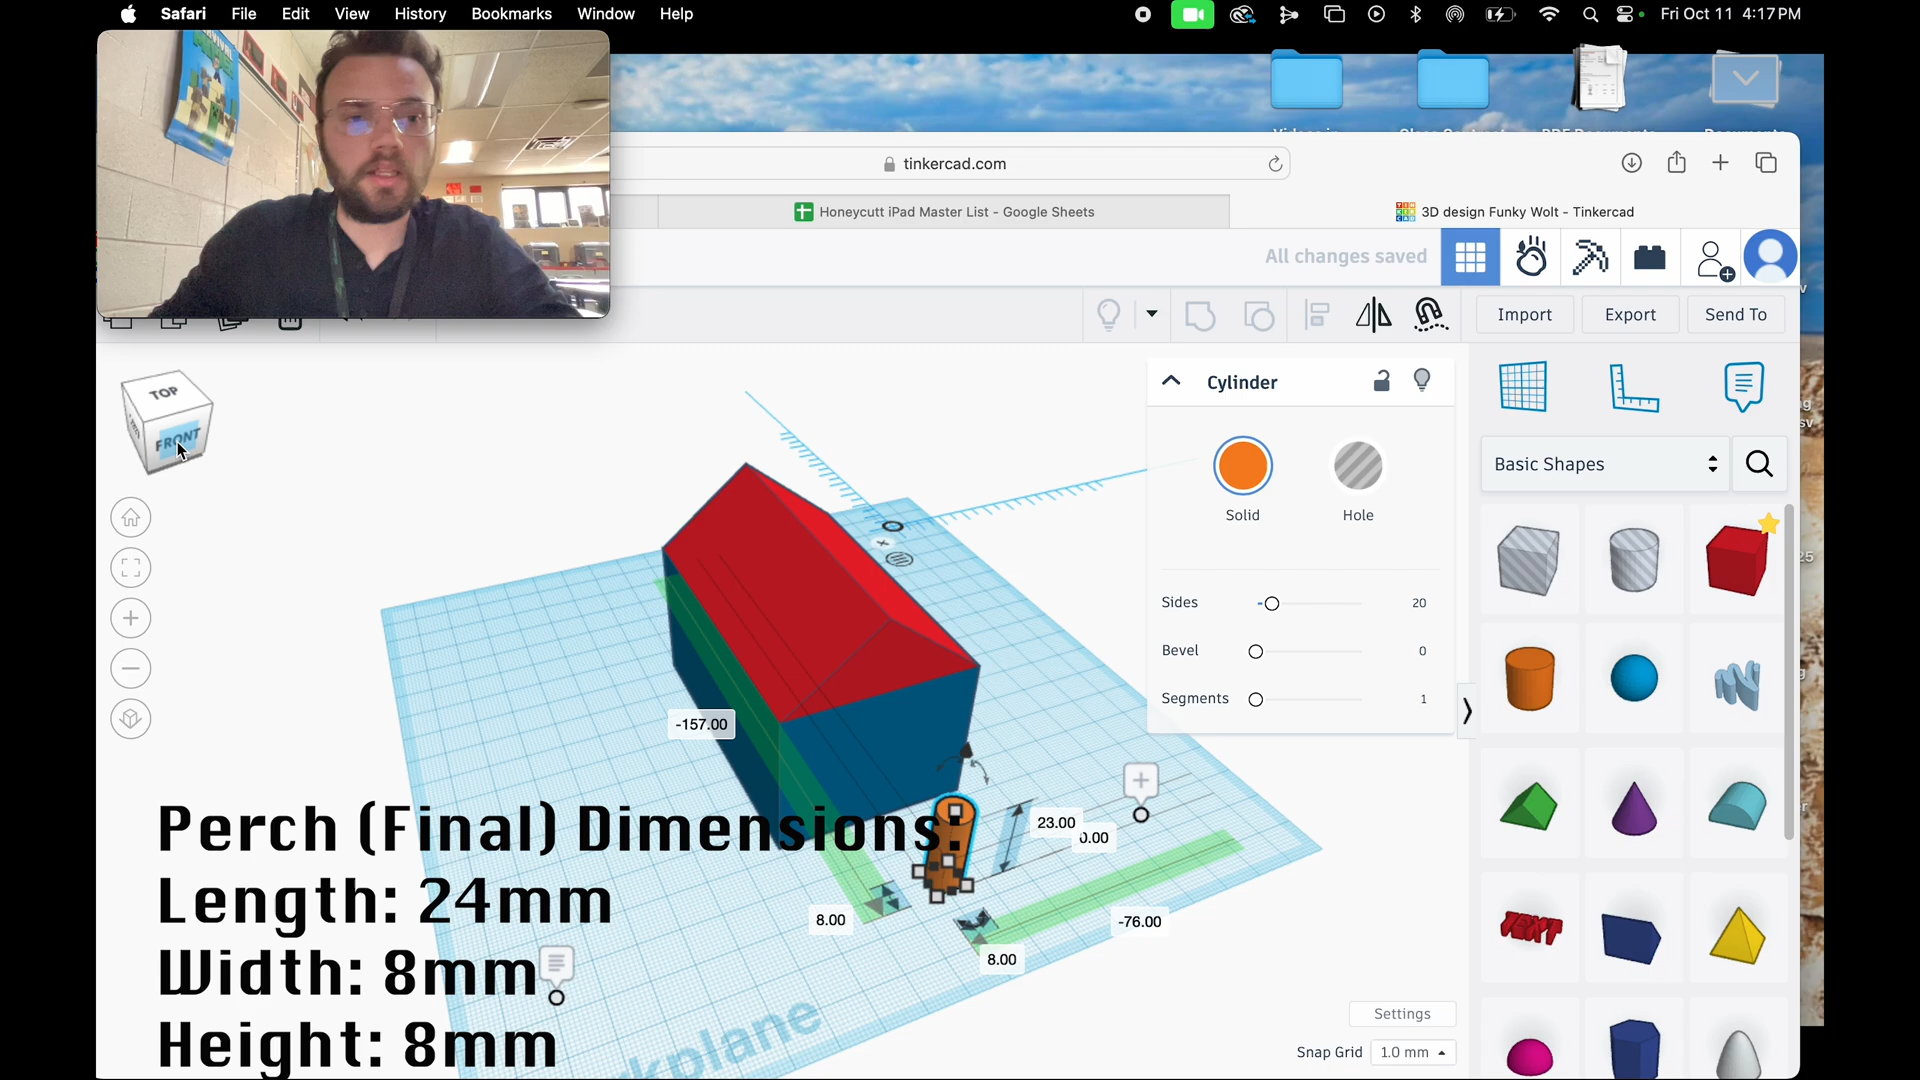 Safari File Edit View History Bookmarks Window Help Fri Oct 11 4:17 PM
tinkercad.com
Honeycutt iPad Master List - Google Sheets
3D design Funky Wolt - Tinkercad
All changes saved
Import Export Send To
TOP
FRONT
Cylinder
Solid Hole
Sides 20
Bevel 0
Segments 1
Basic Shapes
TEXT
-157.00
23.00
0.00
8.00
-76.00
8.00
Perch (Final) Dimensions:
Length: 24mm
Width: 8mm
Height: 8mm
Settings
Snap Grid 1.0 mm